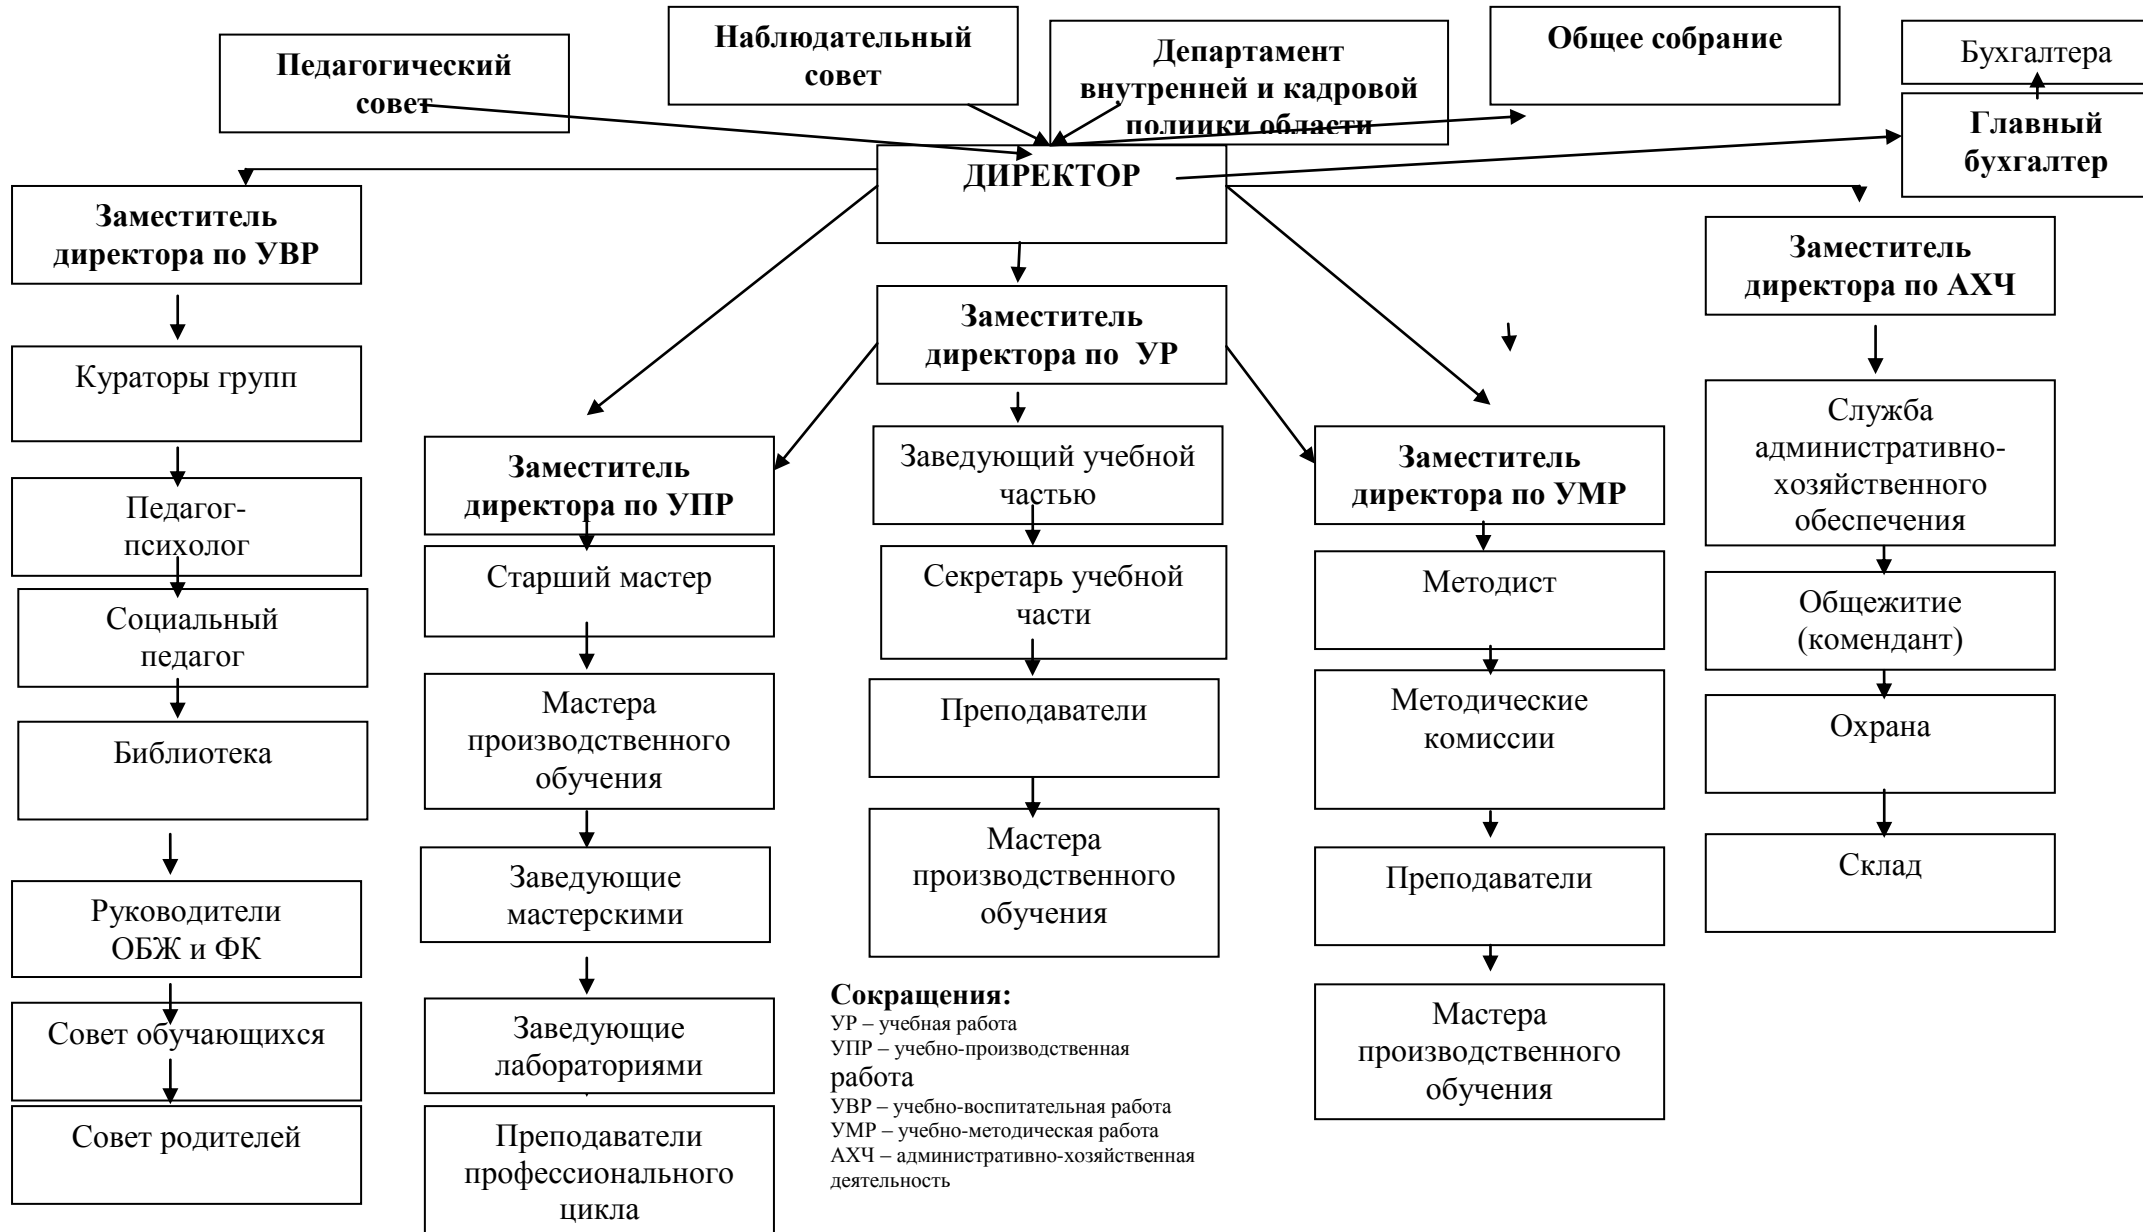 Педагогический
совет
Наблюдательный
совет
Департамент
внутренней и кадровой
полиики области
Общее собрание
Бухгалтера
Главный
бухгалтер
ДИРЕКТОР
Заместитель
директора по УВР
Кураторы групп
Педагог-
психолог
Социальный
педагог
Библиотека
Руководители
ОБЖ и ФК
Совет обучающихся
Совет родителей
Заместитель
директора по УПР
Старший мастер
Мастера
производственного
обучения
Заведующие
мастерскими
Заведующие
лабораториями
Преподаватели
профессионального
цикла
Заместитель
директора по УР
Заведующий учебной
частью
Секретарь учебной
части
Преподаватели
Мастера
производственного
обучения
Заместитель
директора по УМР
Методист
Методические
комиссии
Преподаватели
Мастера
производственного
обучения
Заместитель
директора по АХЧ
Служба
административно-
хозяйственного
обеспечения
Общежитие
(комендант)
Охрана
Склад
Сокращения:
УР – учебная работа
УПР – учебно-производственная
работа
УВР – учебно-воспитательная работа
УМР – учебно-методическая работа
АХЧ – административно-хозяйственная
деятельность